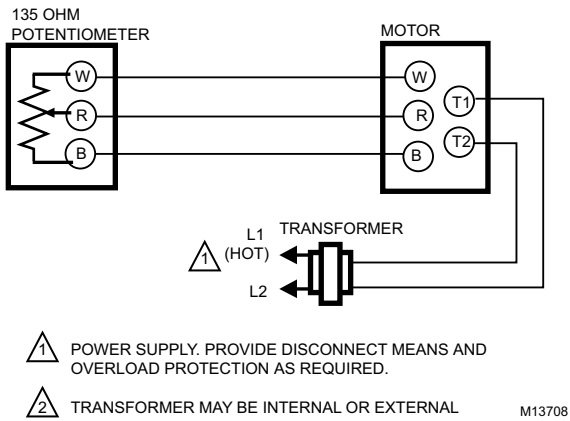 135 OHM
POTENTIOMETER
MOTOR
W
R
B
W
R
B
T1
T2
L1
(HOT)
TRANSFORMER
1
L2
1 POWER SUPPLY. PROVIDE DISCONNECT MEANS AND
OVERLOAD PROTECTION AS REQUIRED.
2 TRANSFORMER MAY BE INTERNAL OR EXTERNAL
M13708